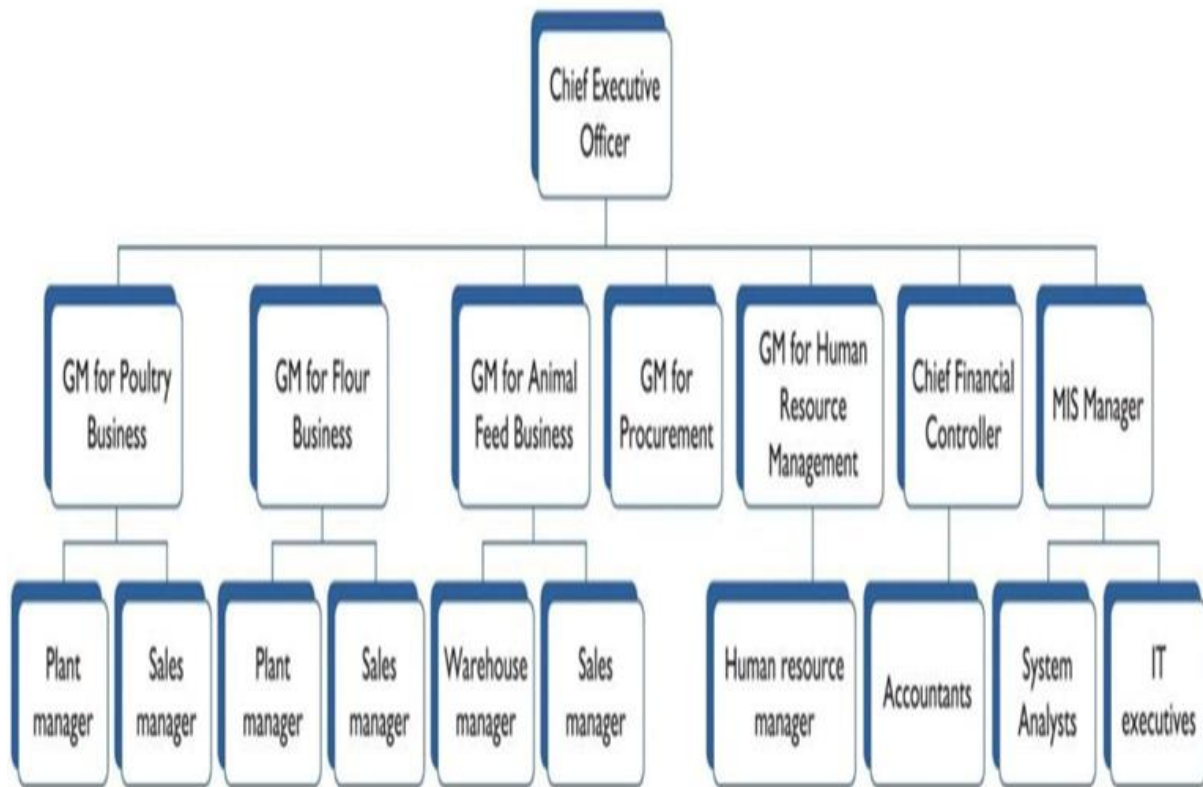 Chief Executive
Officer
GM for Poultry
Business
GM for Flour
Business
GM for Animal
Feed Business
GM for
Procurement
GM for Human
Resource
Management
Chief Financial
Controller
MIS Manager
Plant
manager
Sales
manager
Plant
manager
Sales
manager
Warehouse
manager
Sales
manager
Human resource
manager
Accountants
System
Analysts
IT
executives